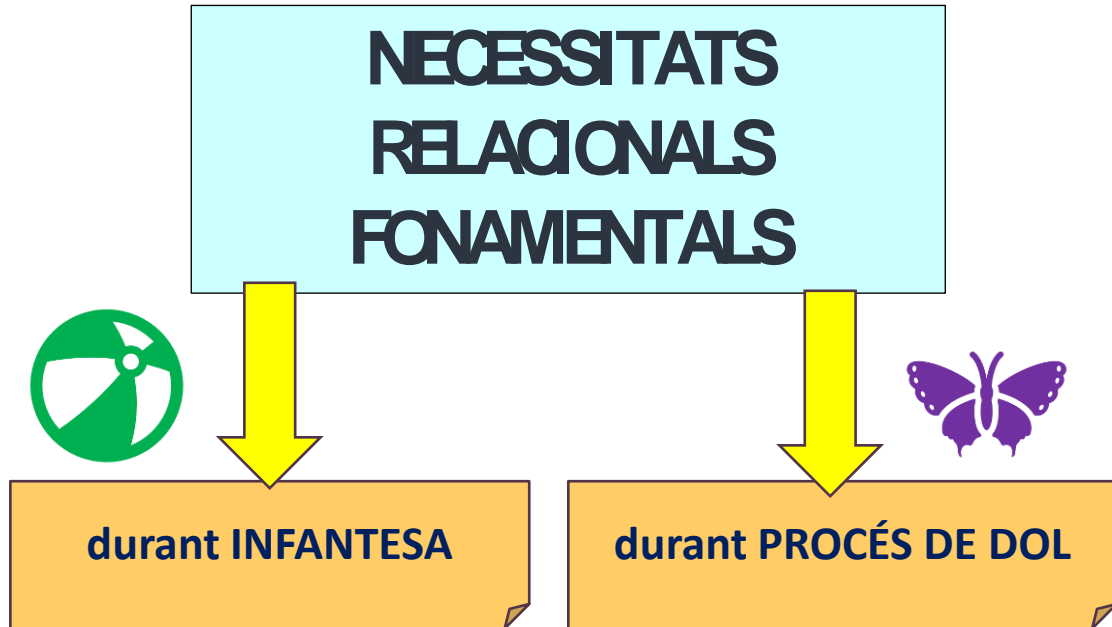 NECESSITATS
RELACIONALS
FONAMENTALS
durant INFANTESA
durant PROCÉS DE DOL